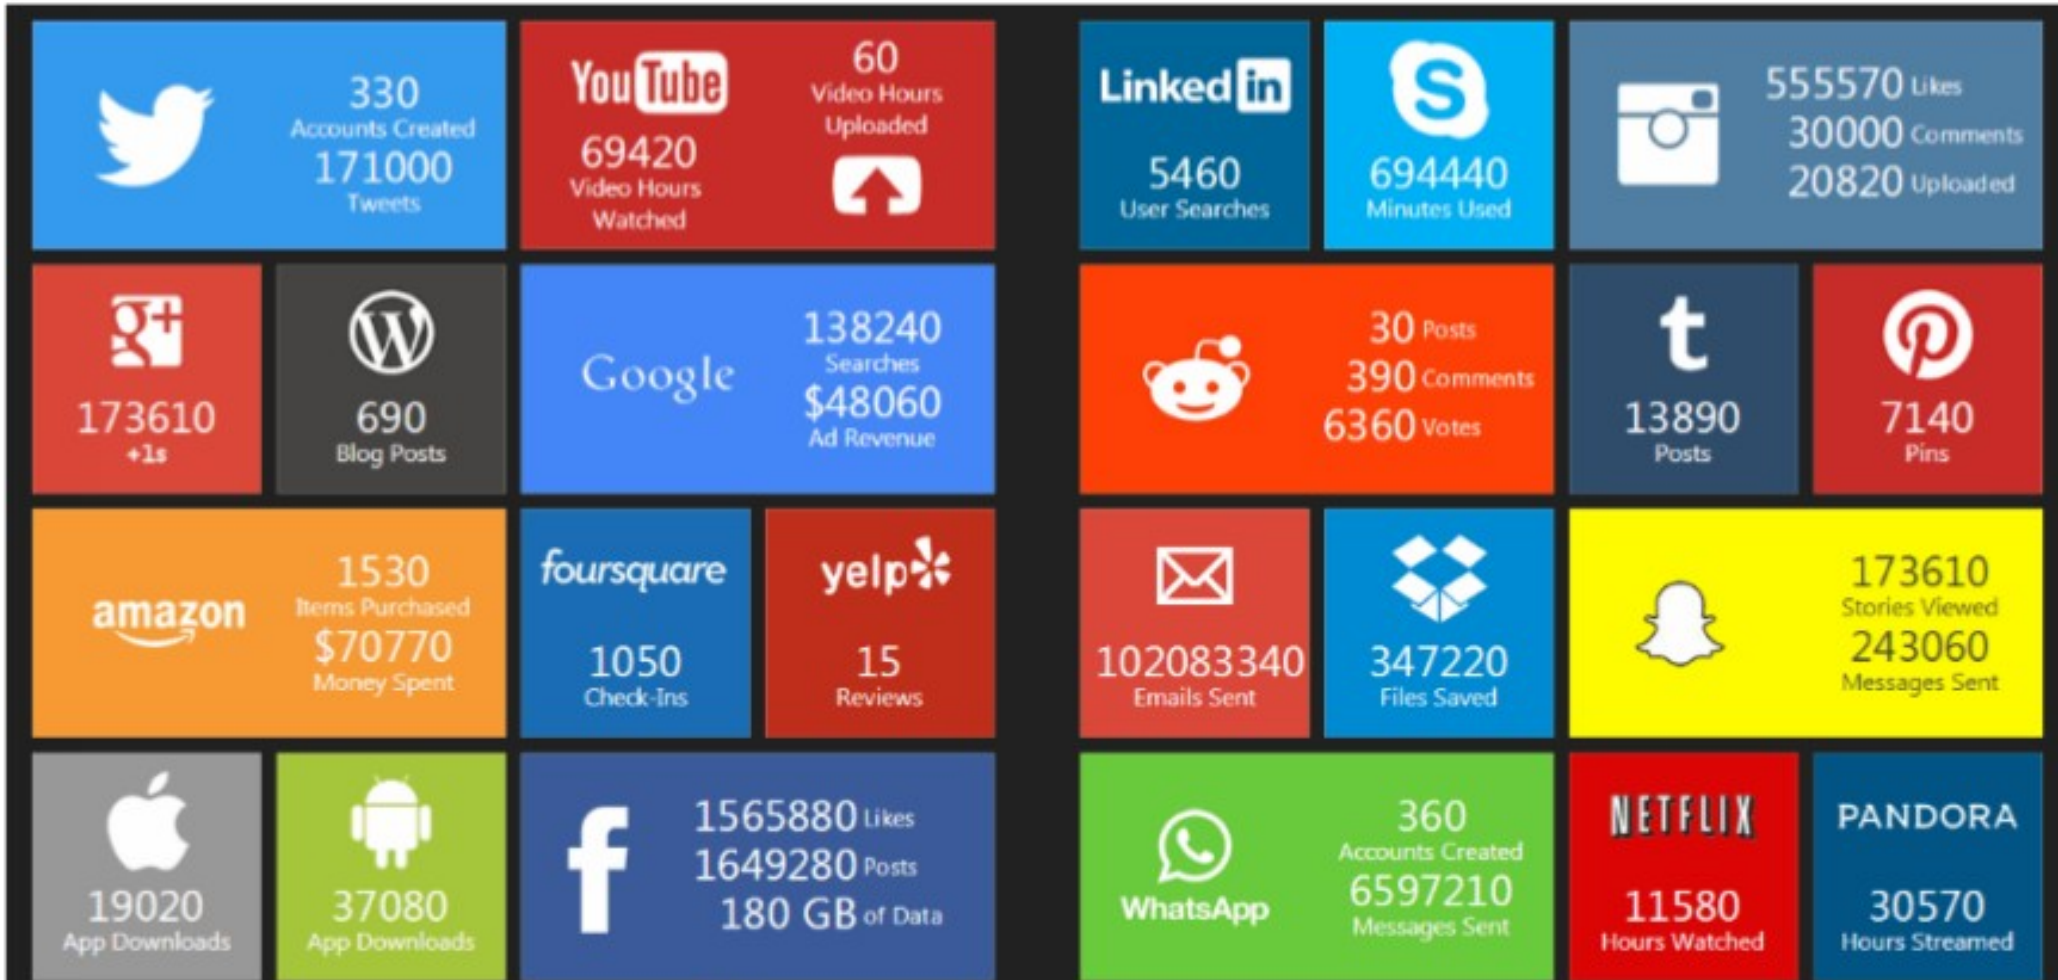 330
Accounts Created
171000
Tweets
YouTube
69420
Video Hours
Watched
60
Video Hours
Uploaded
Linked in
5460
User Searches
S
694440
Minutes Used
555570 Likes
30000 Comments
20820 Uploaded
g+
173610
+1s
W
690
Blog Posts
Google
138240
Searches
$48060
Ad Revenue
30 Posts
390 Comments
6360 Votes
t
13890
Posts
P
7140
Pins
amazon
1530
Items Purchased
$70770
Money Spent
foursquare
1050
Check-Ins
yelp
15
Reviews
102083340
Emails Sent
347220
Files Saved
173610
Stories Viewed
243060
Messages Sent
19020
App Downloads
37080
App Downloads
f
1565880 Likes
1649280 Posts
180 GB of Data
WhatsApp
360
Accounts Created
6597210
Messages Sent
NETFLIX
11580
Hours Watched
PANDORA
30570
Hours Streamed